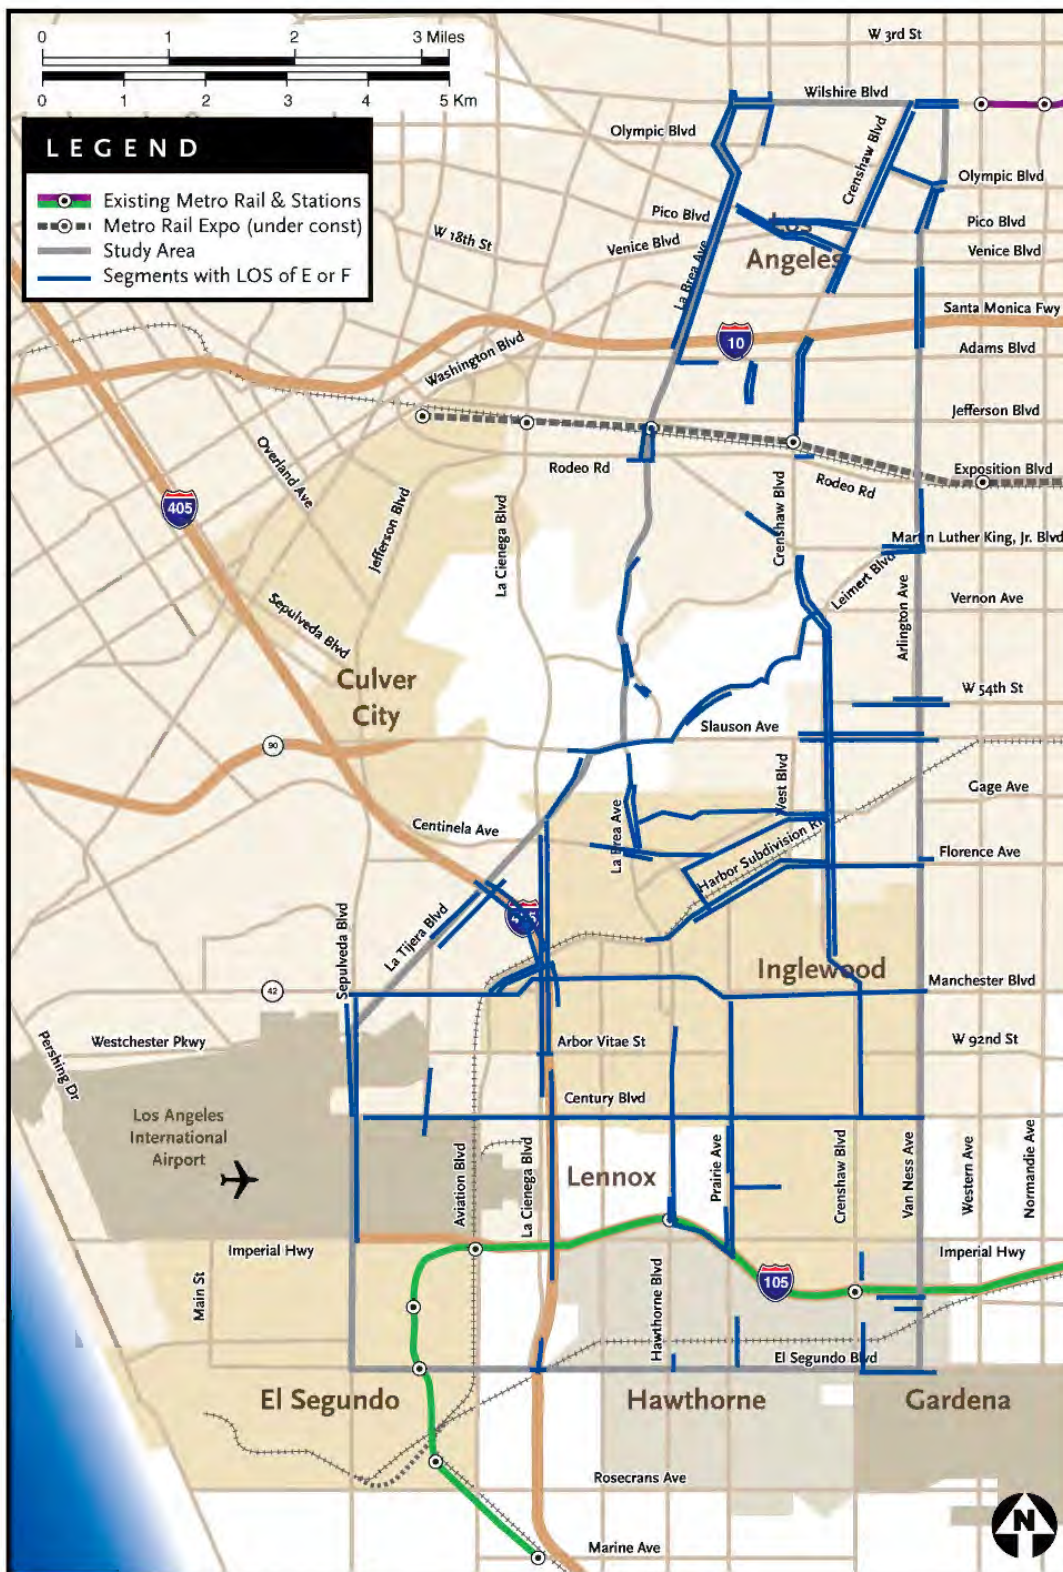 0 1 2 3 Miles
0 1 2 3 4 5 Km
LEGEND
Existing Metro Rail & Stations
Metro Rail Expo (under const)
Study Area
Segments with LOS of E or F
W 3rd St
Wilshire Blvd
Olympic Blvd
Crenshaw Blvd
Olympic Blvd
Pico Blvd
Pico Blvd
W 18th St
Venice Blvd
Los
Angeles
Venice Blvd
La Brea Ave
Santa Monica Fwy
10
Washington Blvd
Adams Blvd
Jefferson Blvd
Overland Ave
Rodeo Rd
Rodeo Rd
Exposition Blvd
405
Jefferson Blvd
La Cienega Blvd
Crenshaw Blvd
Martin Luther King, Jr. Blvd
Leimert Blvd
Vernon Ave
Arlington Ave
Sepulveda Blvd
Culver
City
W 54th St
Slauson Ave
90
West Blvd
Gage Ave
Centinela Ave
La Brea Ave
Harbor Subdivision
Florence Ave
Sepulveda Blvd
La Tijera Blvd
Inglewood
Manchester Blvd
42
Pershing Dr
Westchester Pkwy
Arbor Vitae St
W 92nd St
Century Blvd
Los Angeles
International
Airport
Aviation Blvd
La Cienega Blvd
Lennox
Prairie Ave
Crenshaw Blvd
Van Ness Ave
Western Ave
Normandie Ave
Imperial Hwy
Imperial Hwy
Main St
Hawthorne Blvd
105
El Segundo Blvd
El Segundo
Hawthorne
Gardena
Rosecrans Ave
Marine Ave
N